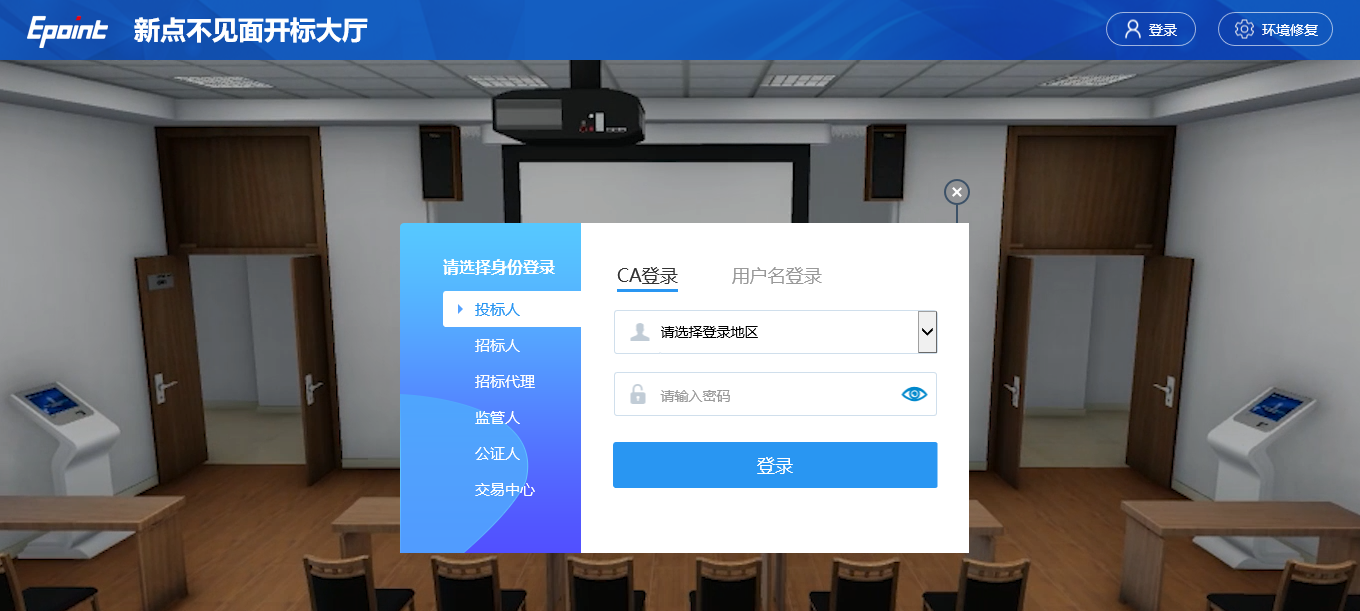 Epoint 新点不见面开标大厅
登录
环境修复
请选择身份登录
投标人
招标人
招标代理
监管人
公证人
交易中心
CA登录 用户名登录
请选择登录地区
请输入密码
登录